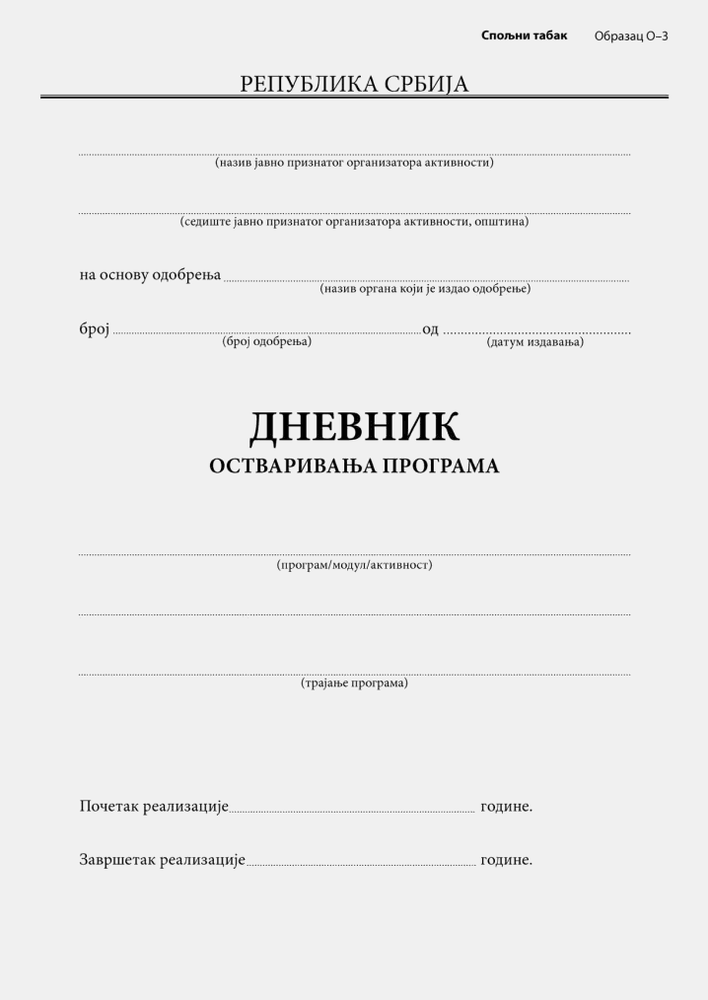 Спољни табак Образац О–3
РЕПУБЛИКА СРБИЈА
(назив јавно признатог организатора активности)
(седиште јавно признатог организатора активности, општина)
на основу одобрења
(назив органа који је издао одобрење)
број од
(број одобрења) (датум издавања)
ДНЕВНИК
ОСТВАРИВАЊА ПРОГРАМА
(програм/модул/активност)
(трајање програма)
Почетак реализације године.
Завршетак реализације године.